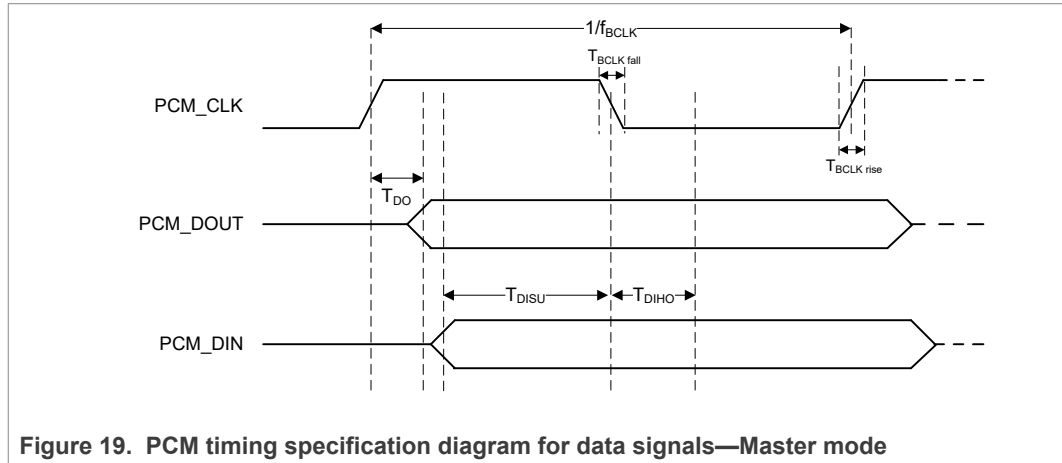 1/fBCLK
TBCLK fall
PCM_CLK
TBCLK rise
TDO
PCM_DOUT
TDISU
TDIHO
PCM_DIN
Figure 19. PCM timing specification diagram for data signals—Master mode